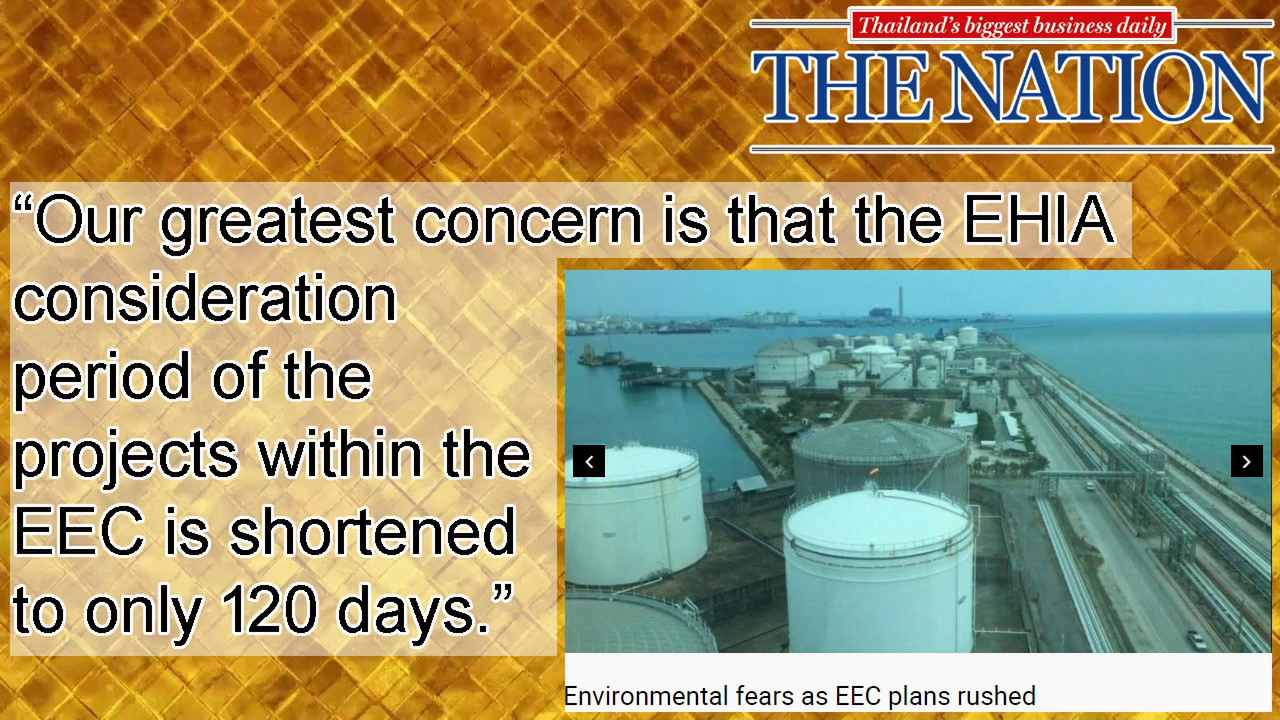 Thailand's biggest business daily
THE NATION
“Our greatest concern is that the EHIA
consideration
period of the
projects within the
EEC is shortened
to only 120 days.”
Environmental fears as EEC plans rushed